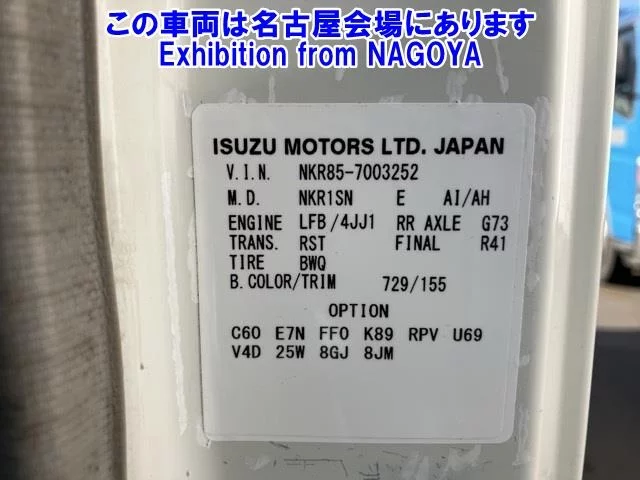 この車両は名古屋会場にあります
Exhibition from NAGOYA
ISUZU MOTORS LTD. JAPAN
V.I.N. NKR85-7003252
M.D. NKR1SN E AI/AH
ENGINE LFB/4JJ1 RR AXLE G73
TRANS. RST FINAL R41
TIRE BWQ
B.COLOR/TRIM 729/155
OPTION
C60 E7N FF0 K89 RPV U69
V4D 25W 8GJ 8JM